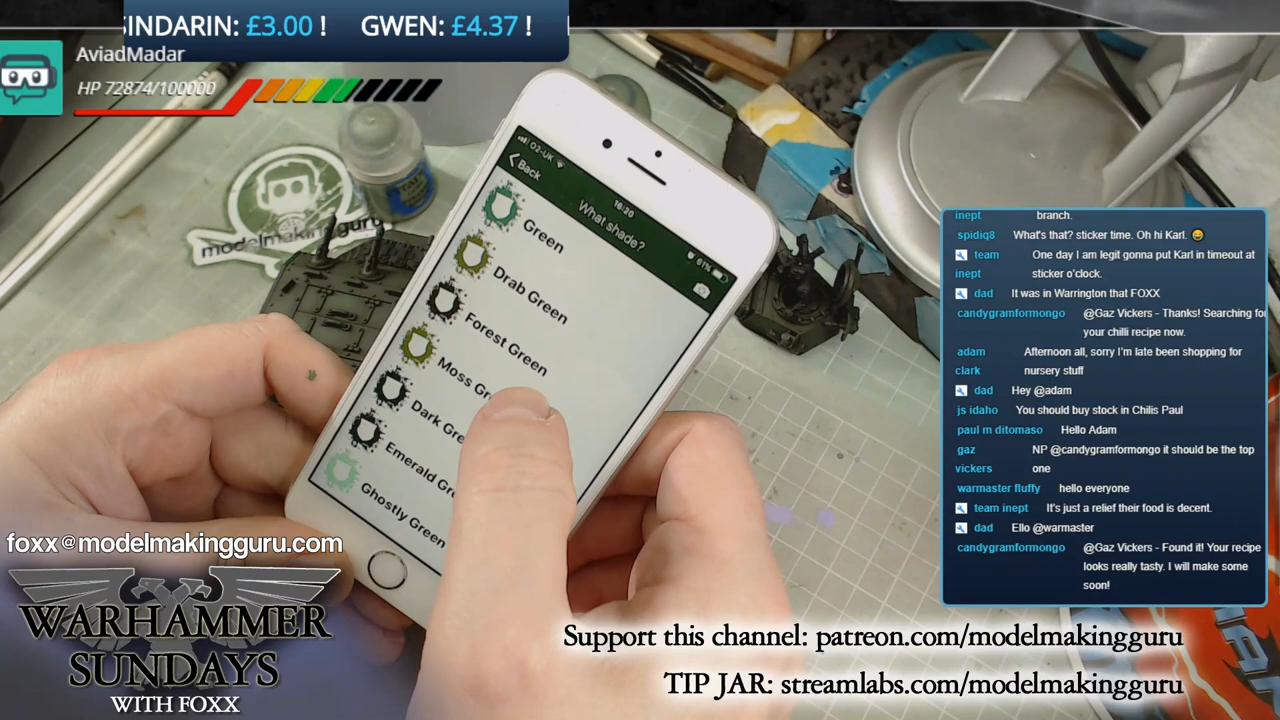 SINDARIN: £3.00 ! GWEN: £4.37 !
AviadMadar
HP 72874/100000
modelmakingguru
O2-UK 16:20 61%
Back What shade?
Green
Drab Green
Forest Green
Moss Gr
Dark Gre
Emerald Gr
Ghostly Green
inept branch.
spidiq8 What's that? sticker time. Oh hi Karl. 😄
team One day I am legit gonna put Karl in timeout at
inept sticker o'clock.
dad It was in Warrington that FOXX
candygramformongo @Gaz Vickers - Thanks! Searching for
your chilli recipe now.
adam Afternoon all, sorry I'm late been shopping for
clark nursery stuff
dad Hey @adam
js idaho You should buy stock in Chilis Paul
paul m ditomaso Hello Adam
gaz NP @candygramformongo it should be the top
vickers one
warmaster fluffy hello everyone
team inept It's just a relief their food is decent.
dad Ello @warmaster
candygramformongo @Gaz Vickers - Found it! Your recipe
looks really tasty. I will make some
soon!
foxx@modelmakingguru.com
WARHAMMER
SUNDAYS
WITH FOXX
Support this channel: patreon.com/modelmakingguru
TIP JAR: streamlabs.com/modelmakingguru